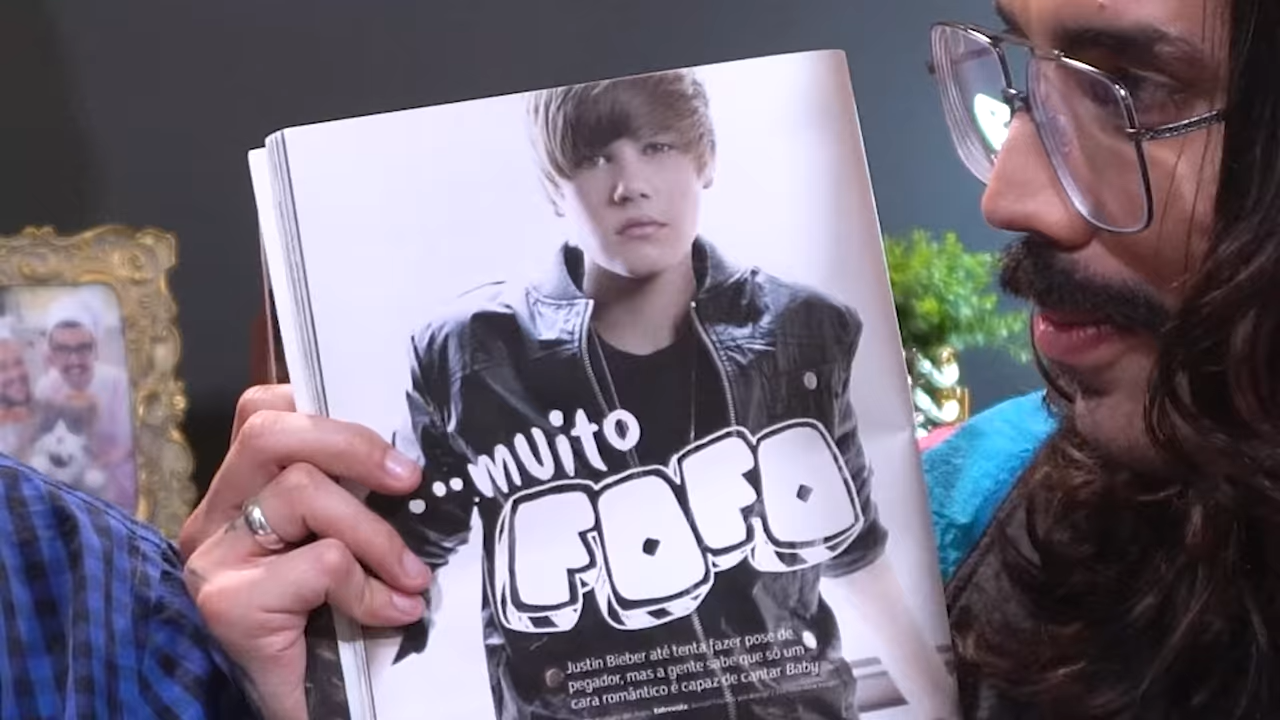 ...muito
FOFO
Justin Bieber até tenta fazer pose de
pegador, mas a gente sabe que só um
cara romântico é capaz de cantar Baby
Entrevista: